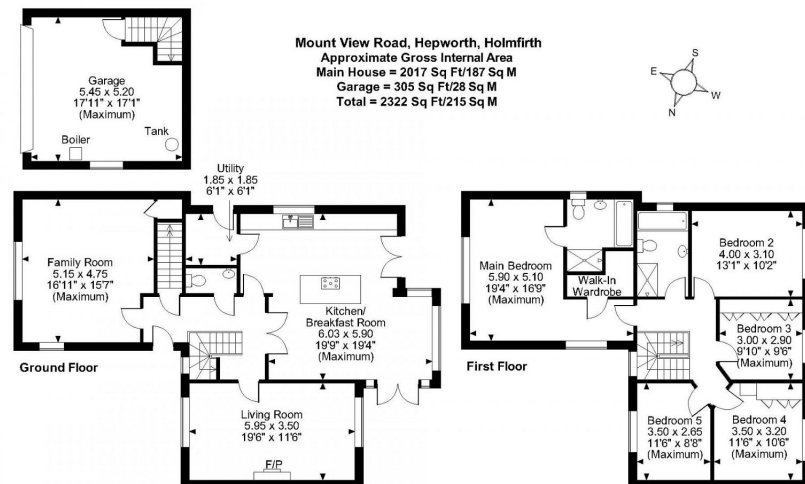 Mount View Road, Hepworth, Holmfirth
Approximate Gross Internal Area
Main House = 2017 Sq Ft/187 Sq M
Garage = 305 Sq Ft/28 Sq M
Total = 2322 Sq Ft/215 Sq M
S
E
W
N
Garage
5.45 x 5.20
17'11" x 17'1"
(Maximum)
Boiler
Tank
Utility
1.85 x 1.85
6'1" x 6'1"
Family Room
5.15 x 4.75
16'11" x 15'7"
(Maximum)
Kitchen/
Breakfast Room
6.03 x 5.90
19'9" x 19'4"
(Maximum)
Ground Floor
Living Room
5.95 x 3.50
19'6" x 11'6"
F/P
Main Bedroom
5.90 x 5.10
19'4" x 16'9"
(Maximum)
Walk-In
Wardrobe
Bedroom 2
4.00 x 3.10
13'1" x 10'2"
Bedroom 3
3.00 x 2.90
9'10" x 9'6"
(Maximum)
First Floor
Bedroom 5
3.50 x 2.65
11'6" x 8'8"
(Maximum)
Bedroom 4
3.50 x 3.20
11'6" x 10'6"
(Maximum)